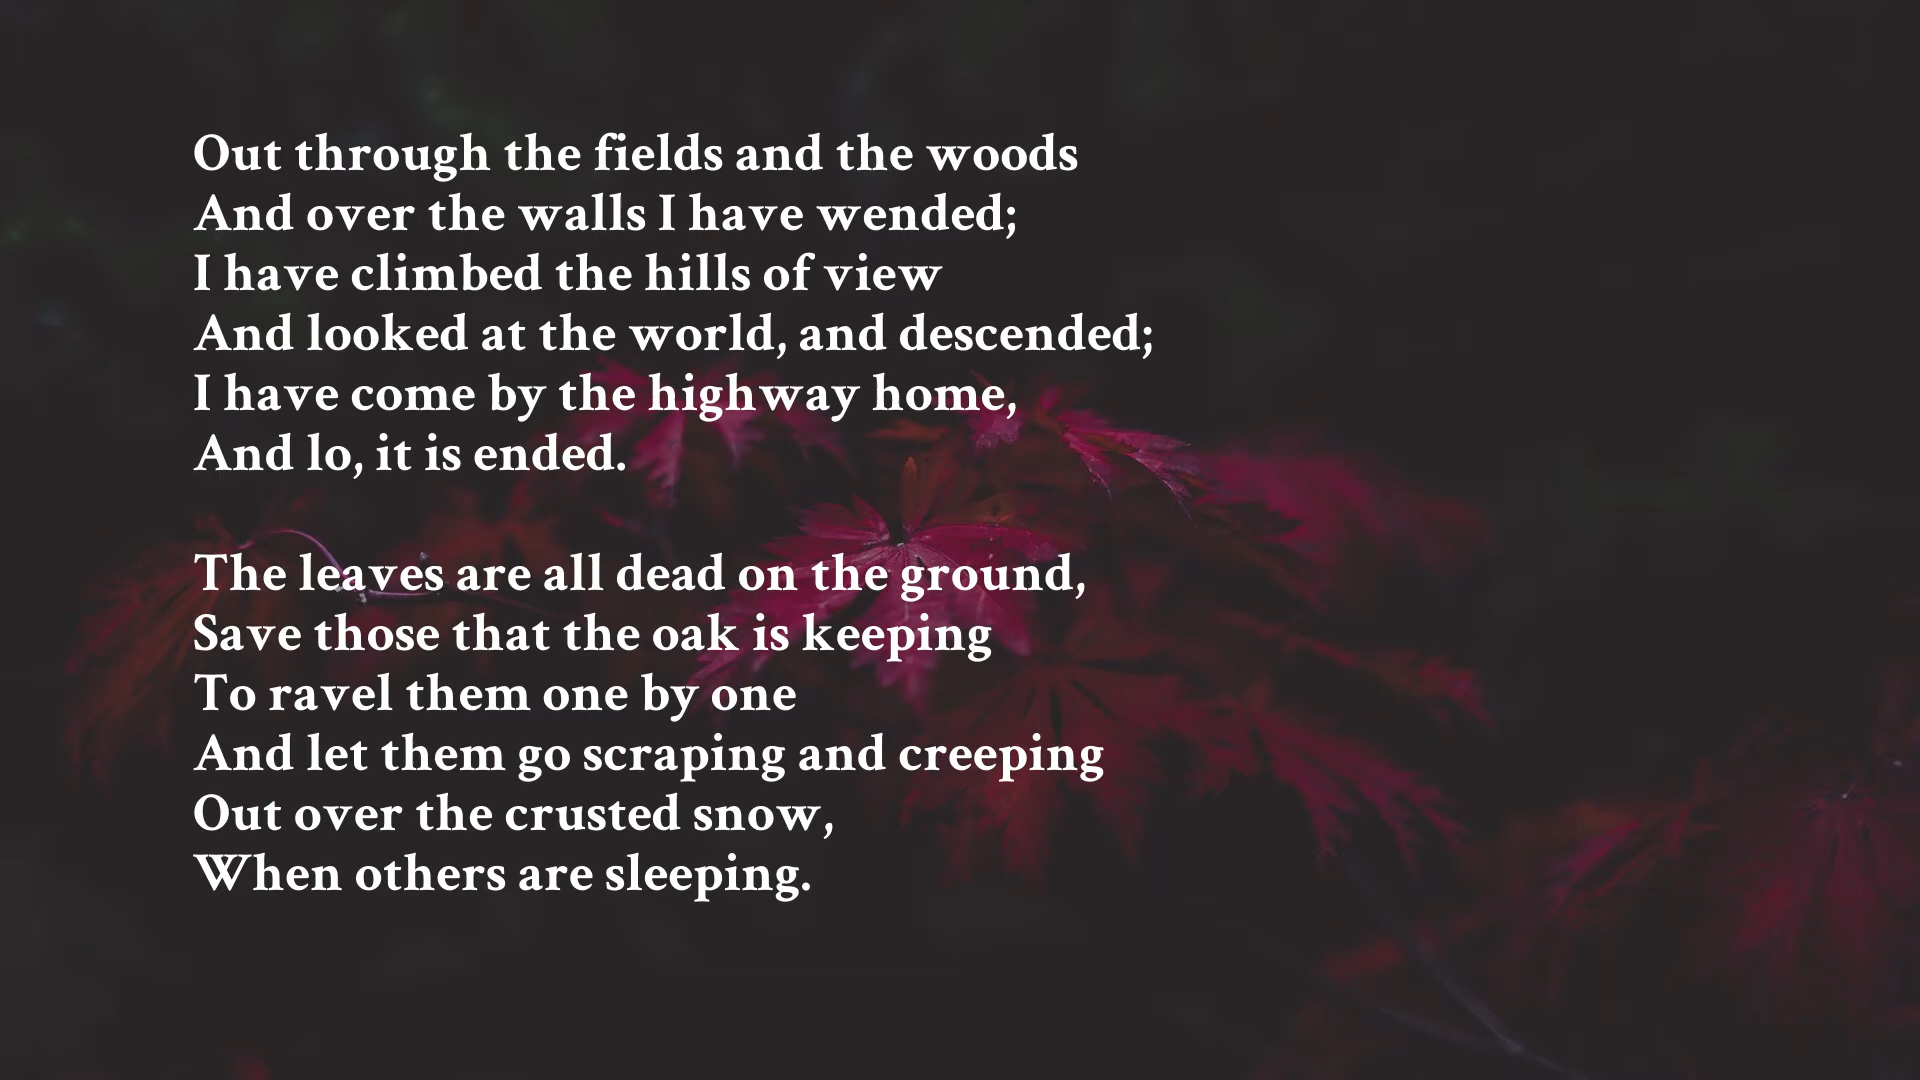 Out through the fields and the woods
And over the walls I have wended;
I have climbed the hills of view
And looked at the world, and descended;
I have come by the highway home,
And lo, it is ended.
The leaves are all dead on the ground,
Save those that the oak is keeping
To ravel them one by one
And let them go scraping and creeping
Out over the crusted snow,
When others are sleeping.